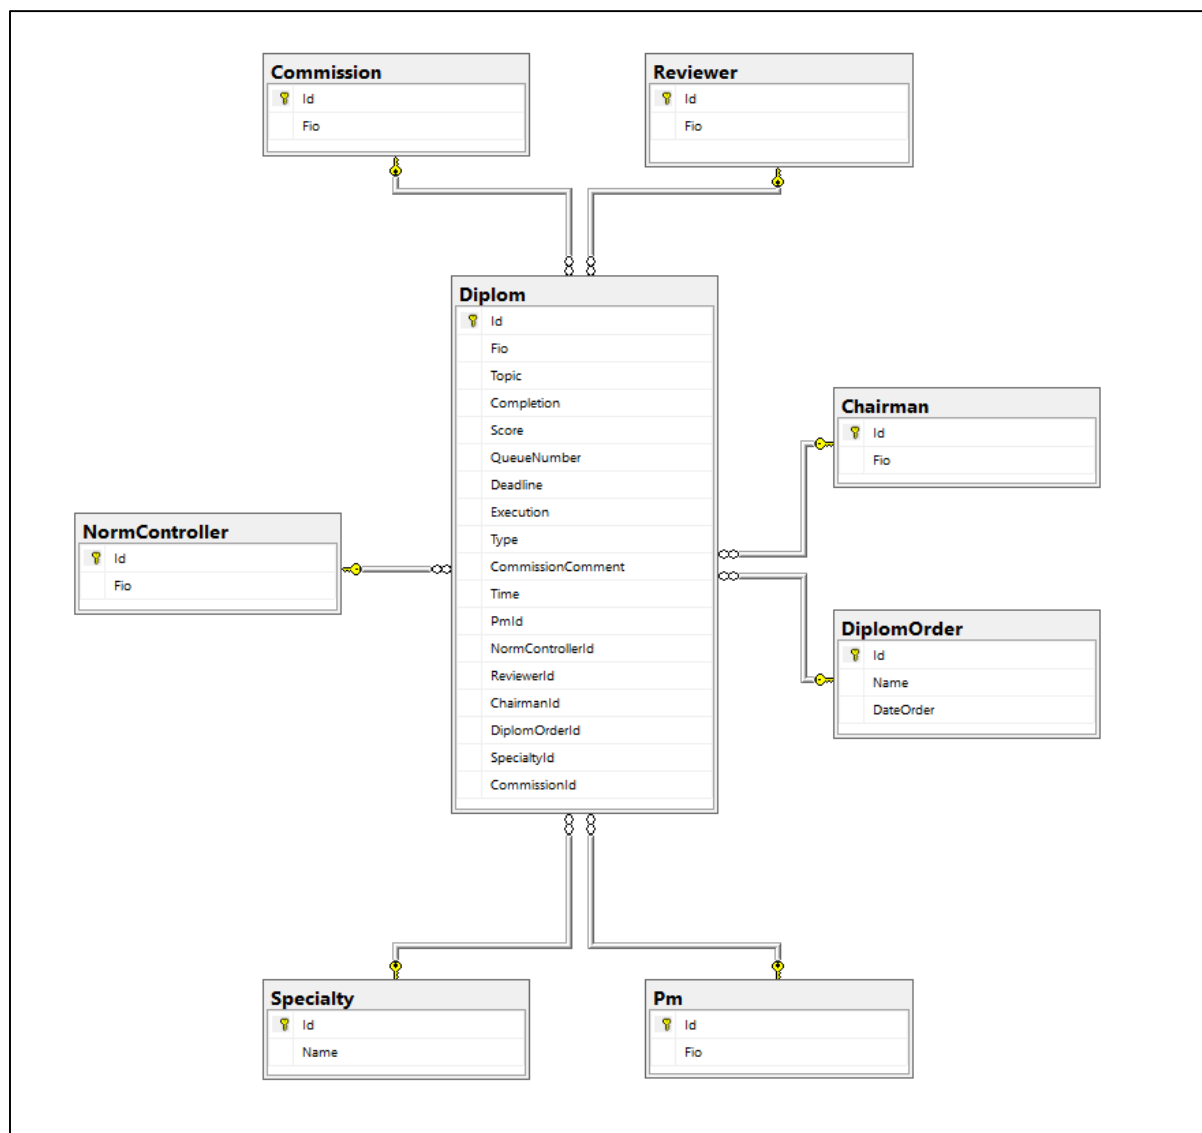 Commission
Id
Fio
Reviewer
Id
Fio
Diplom
Id
Fio
Topic
Completion
Score
QueueNumber
Deadline
Execution
Type
CommissionComment
Time
PmId
NormControllerId
ReviewerId
ChairmanId
DiplomOrderId
SpecialtyId
CommissionId
Chairman
Id
Fio
NormController
Id
Fio
DiplomOrder
Id
Name
DateOrder
Specialty
Id
Name
Pm
Id
Fio